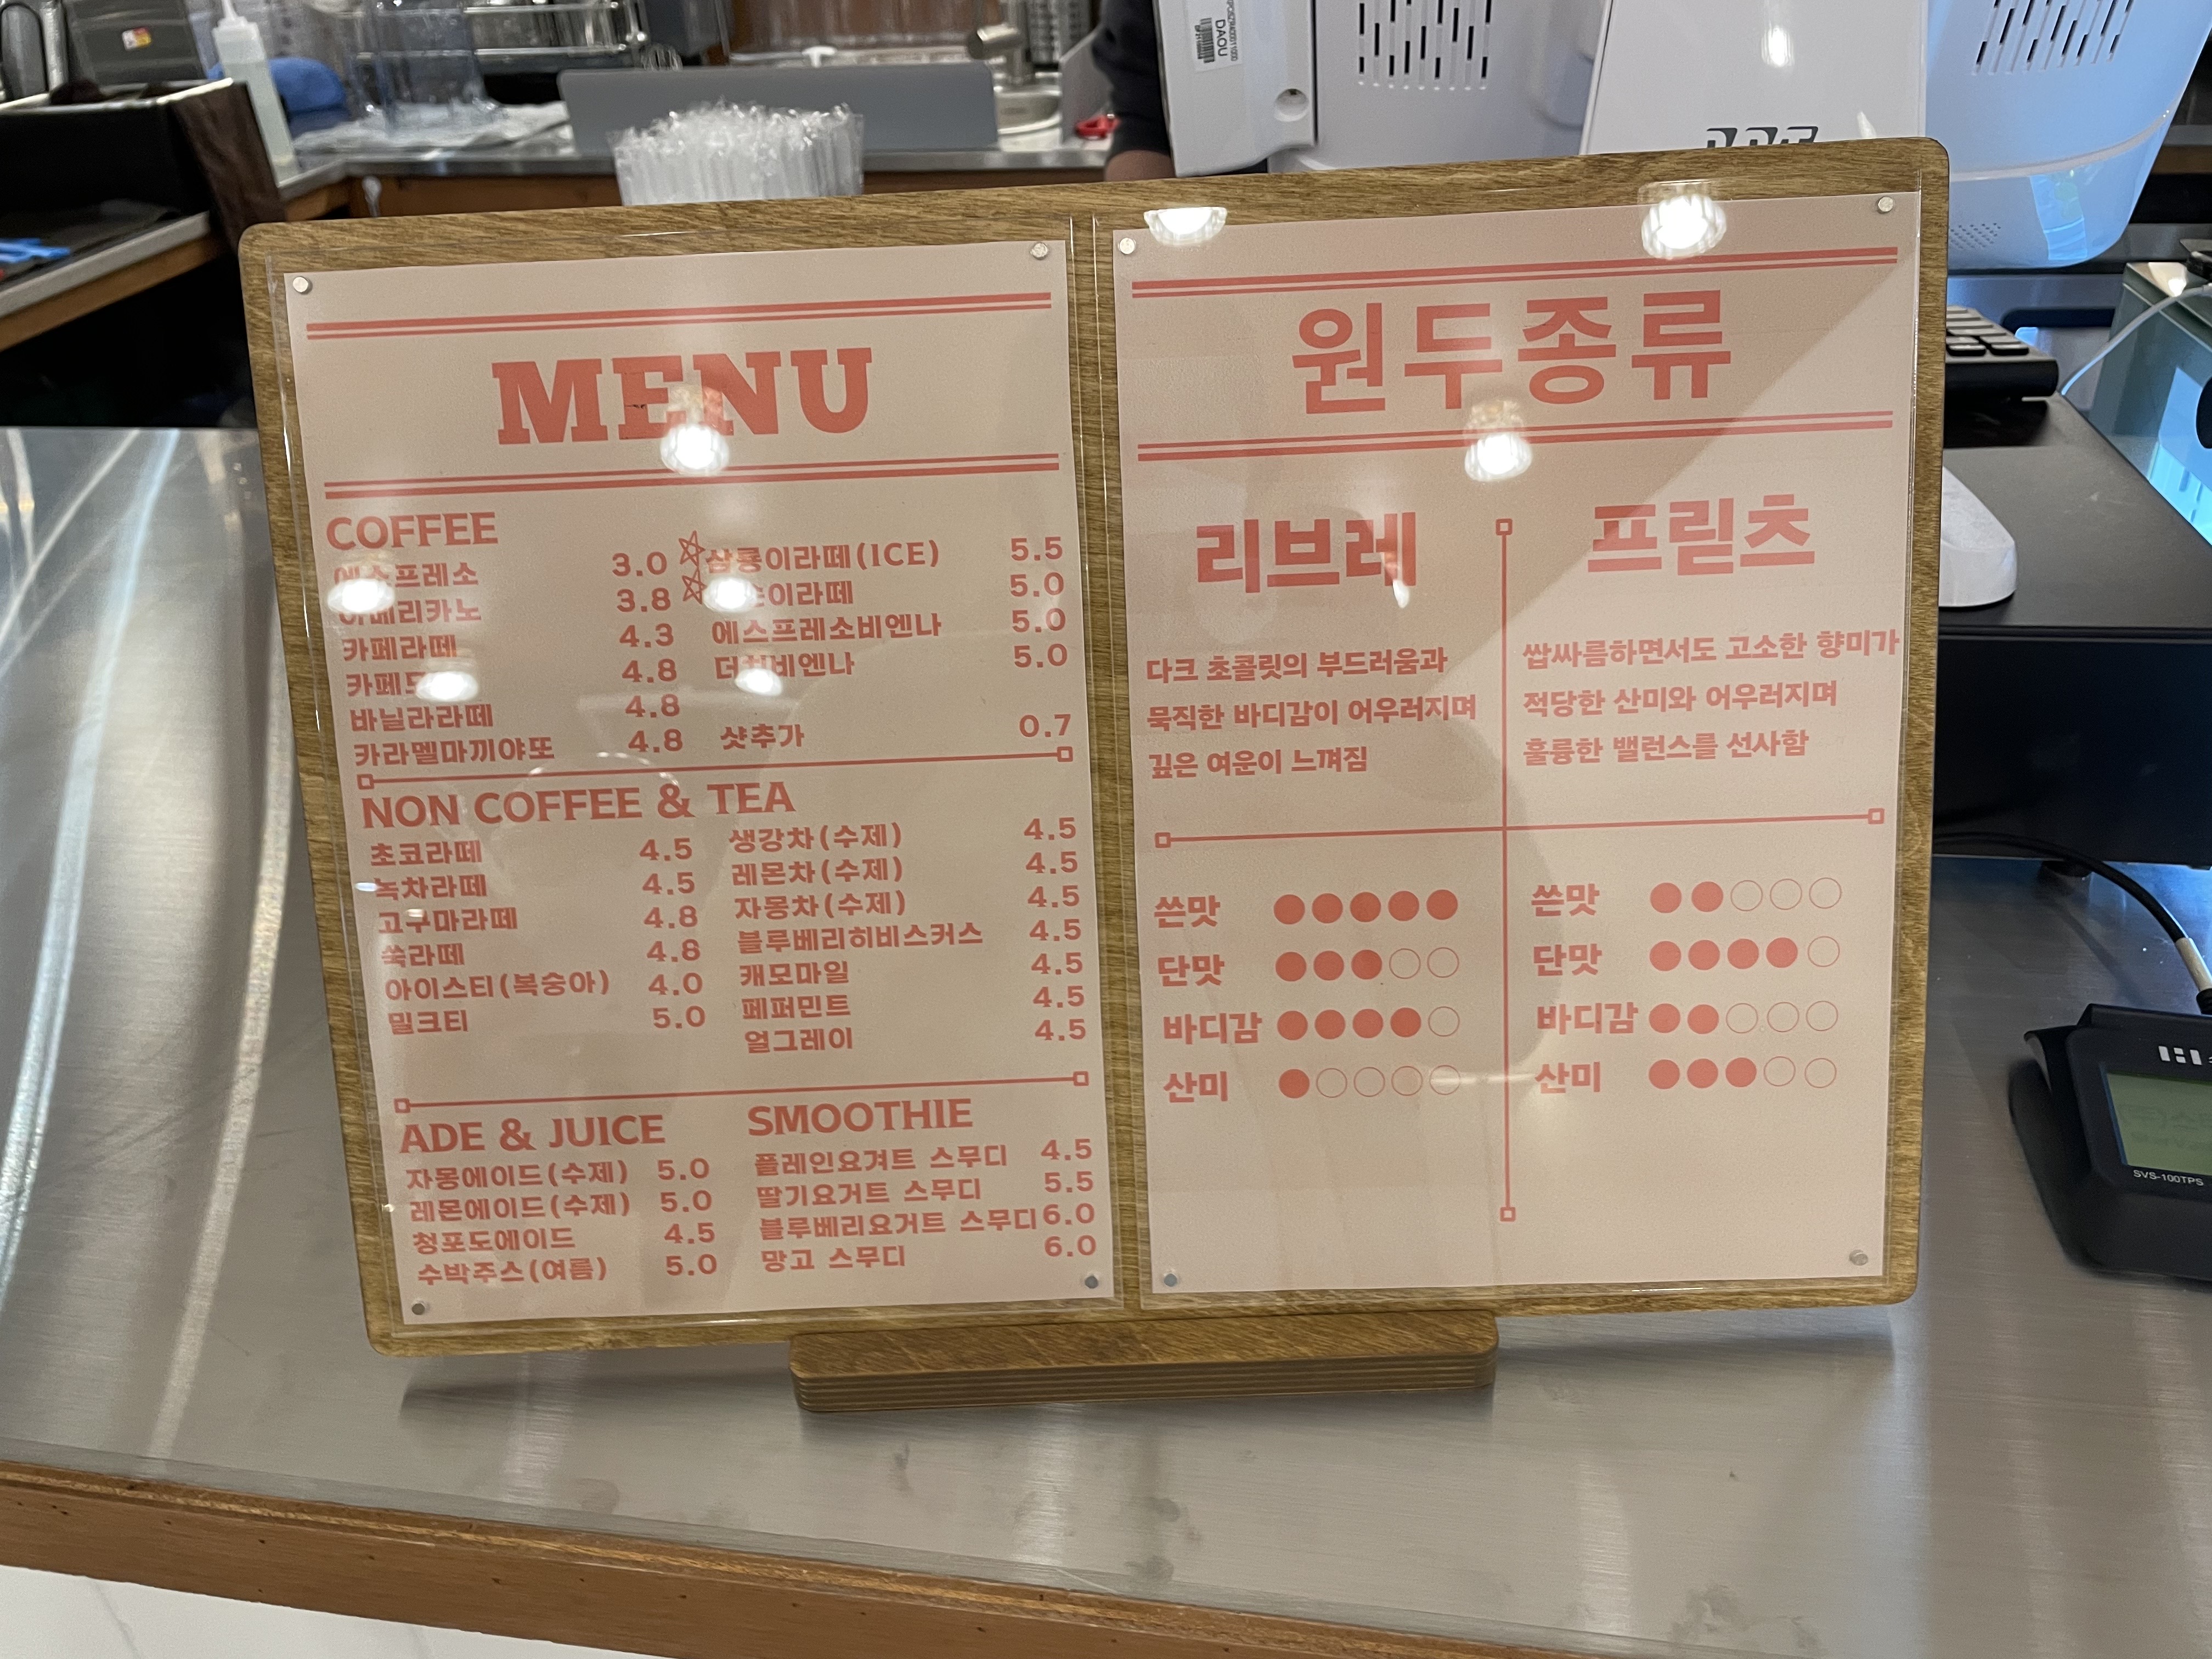 MENU
COFFEE
에스프레소 3.0
아메리카노 3.8
카페라떼 4.3
4.8
바닐라라떼 4.8
카라멜마끼야또 4.8
삼룡이라떼(ICE) 5.5
5.0
에스프레소비엔나 5.0
5.0
샷추가 0.7
NON COFFEE & TEA
초코라떼 4.5
녹차라떼 4.5
고구마라떼 4.8
쑥라떼 4.8
아이스티(복숭아) 4.0
밀크티 5.0
생강차(수제) 4.5
레몬차(수제) 4.5
자몽차(수제) 4.5
블루베리히비스커스 4.5
캐모마일 4.5
페퍼민트 4.5
얼그레이 4.5
ADE & JUICE
자몽에이드(수제) 5.0
레몬에이드(수제) 5.0
청포도에이드 4.5
수박주스(여름) 5.0
SMOOTHIE
플레인요겨트 스무디 4.5
딸기요거트 스무디 5.5
블루베리요거트 스무디 6.0
망고 스무디 6.0
원두종류
리브레
다크 초콜릿의 부드러움과
묵직한 바디감이 어우러지며
깊은 여운이 느껴짐
쓴맛
단맛
바디감
산미
프릳츠
쌉싸름하면서도 고소한 향미가
적당한 산미와 어우러지며
훌륭한 밸런스를 선사함
쓴맛
단맛
바디감
산미
DAOU
SVS-100TPS